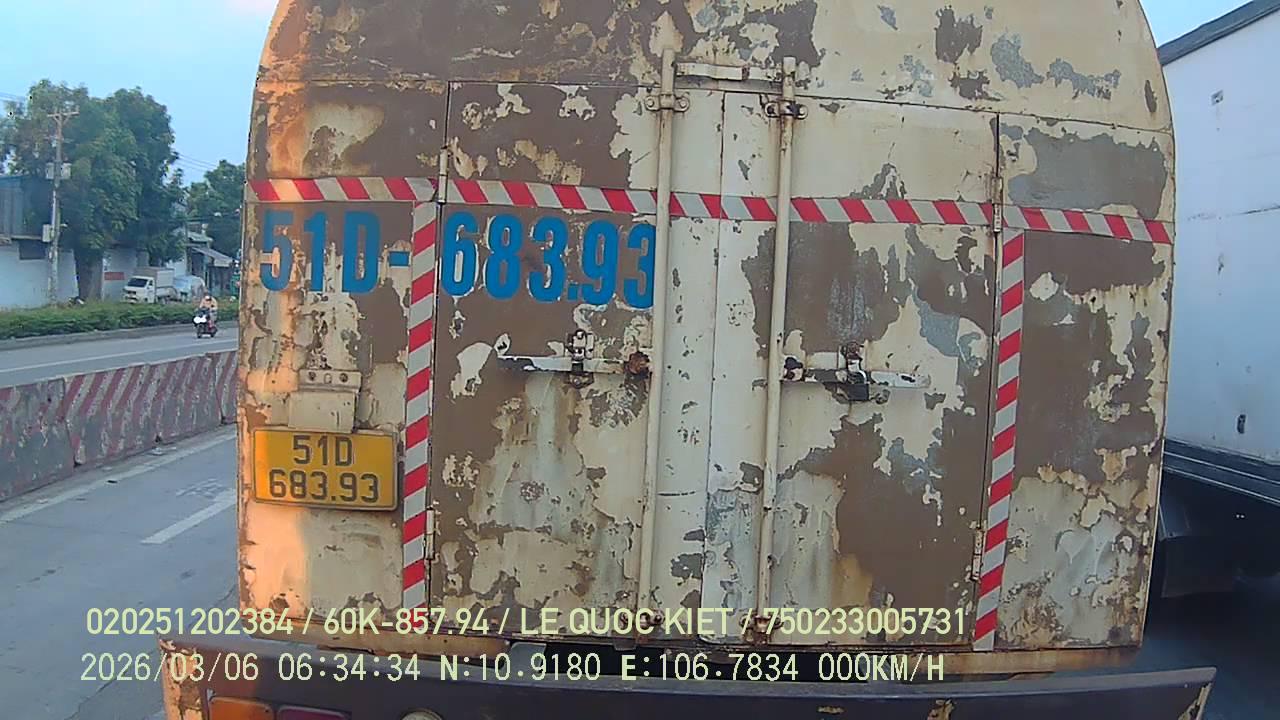 51D-683.93
51D
683.93
020251202384 / 60K-857.94 / LE QUOC KIET / 750233005731
2026/03/06 06:34:34 N:10.9180 E:106.7834 000KM/H